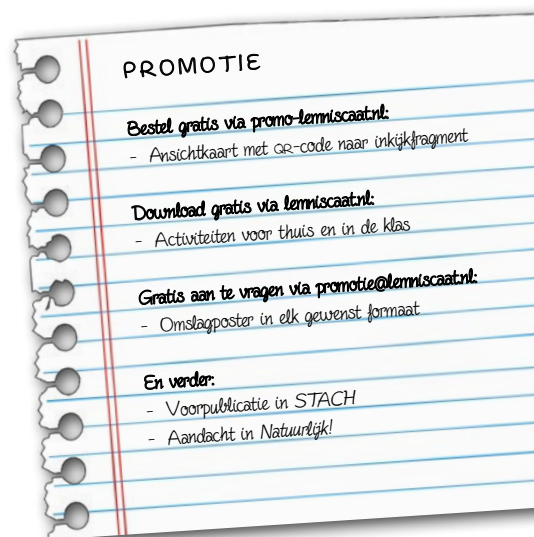 PROMOTIE
Bestel gratis via promo-lemniscaat.nl:
- Ansichtkaart met QR-code naar inkijkfragment
Download gratis via lemniscaat.nl:
- Activiteiten voor thuis en in de klas
Gratis aan te vragen via promotie@lemniscaat.nl:
- Omslagposter in elk gewenst formaat
En verder:
- Voorpublicatie in STACH
- Aandacht in Natuurlijk!